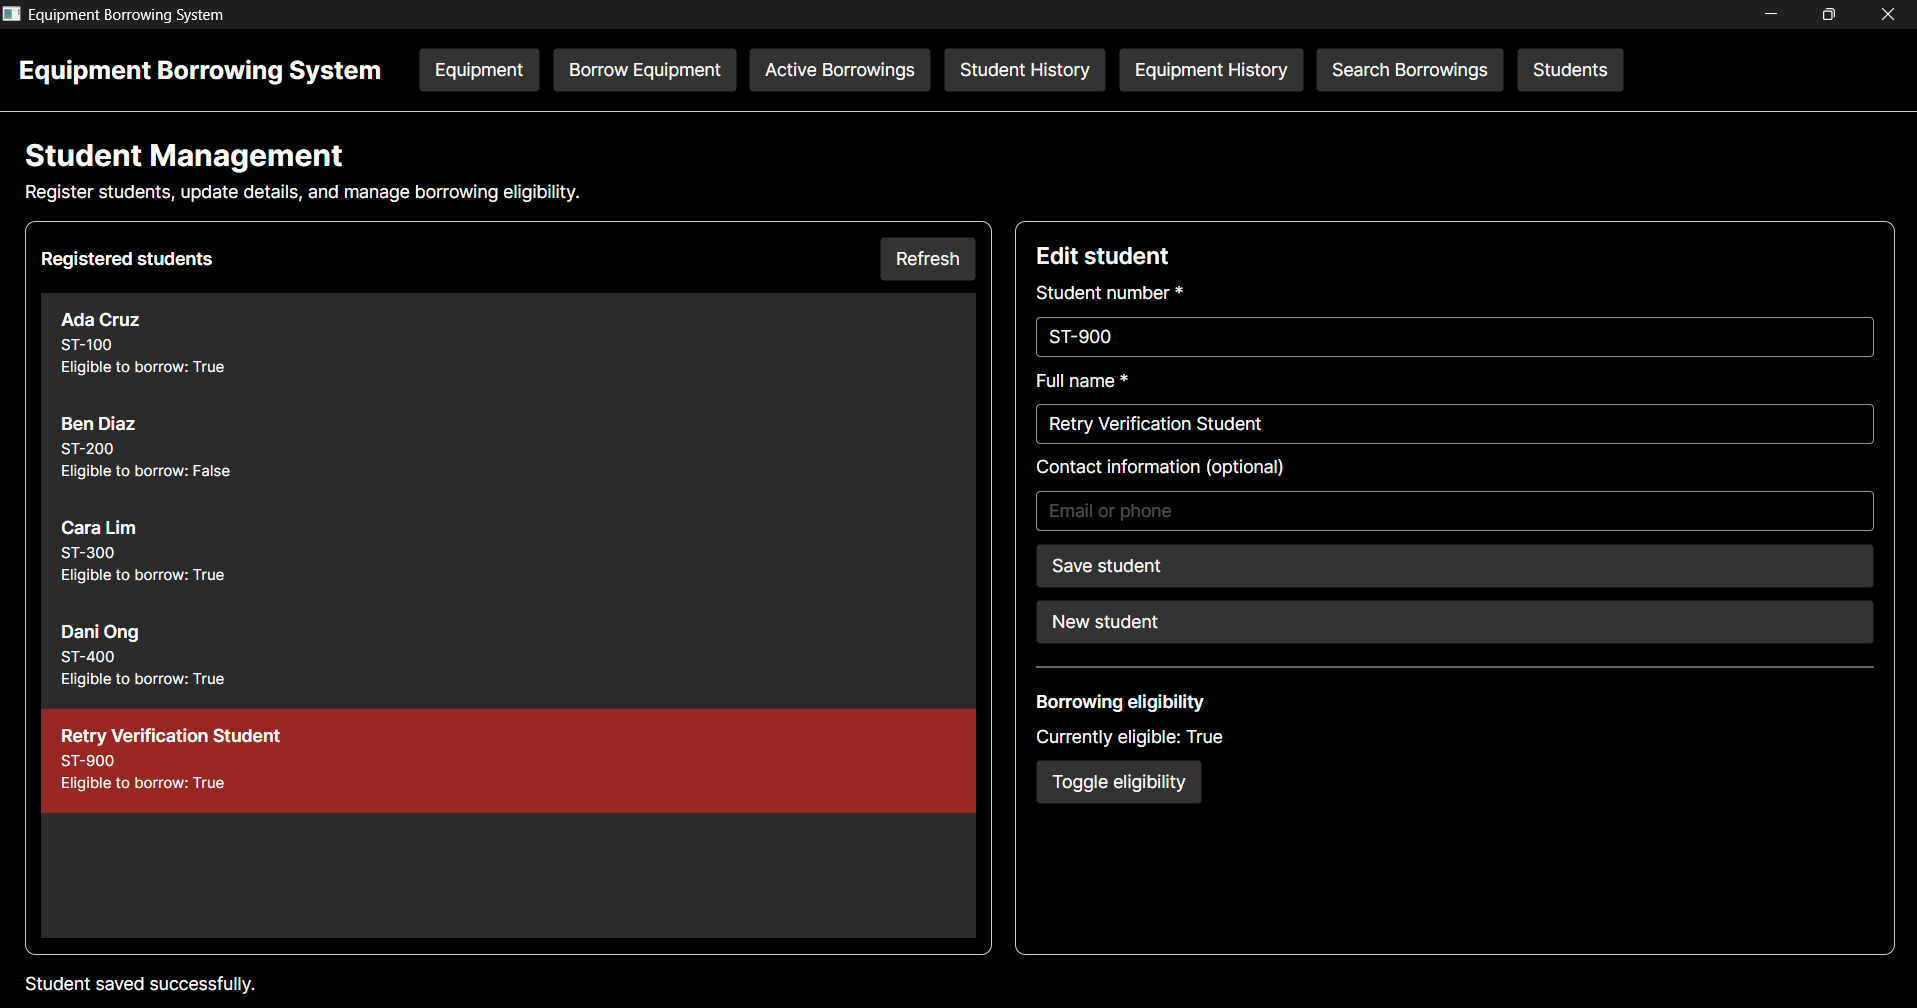 Equipment Borrowing System
Equipment Borrowing System
Equipment
Borrow Equipment
Active Borrowings
Student History
Equipment History
Search Borrowings
Students
Student Management
Register students, update details, and manage borrowing eligibility.
Registered students
Refresh
Ada Cruz
ST-100
Eligible to borrow: True
Ben Diaz
ST-200
Eligible to borrow: False
Cara Lim
ST-300
Eligible to borrow: True
Dani Ong
ST-400
Eligible to borrow: True
Retry Verification Student
ST-900
Eligible to borrow: True
Edit student
Student number *
ST-900
Full name *
Retry Verification Student
Contact information (optional)
Email or phone
Save student
New student
Borrowing eligibility
Currently eligible: True
Toggle eligibility
Student saved successfully.